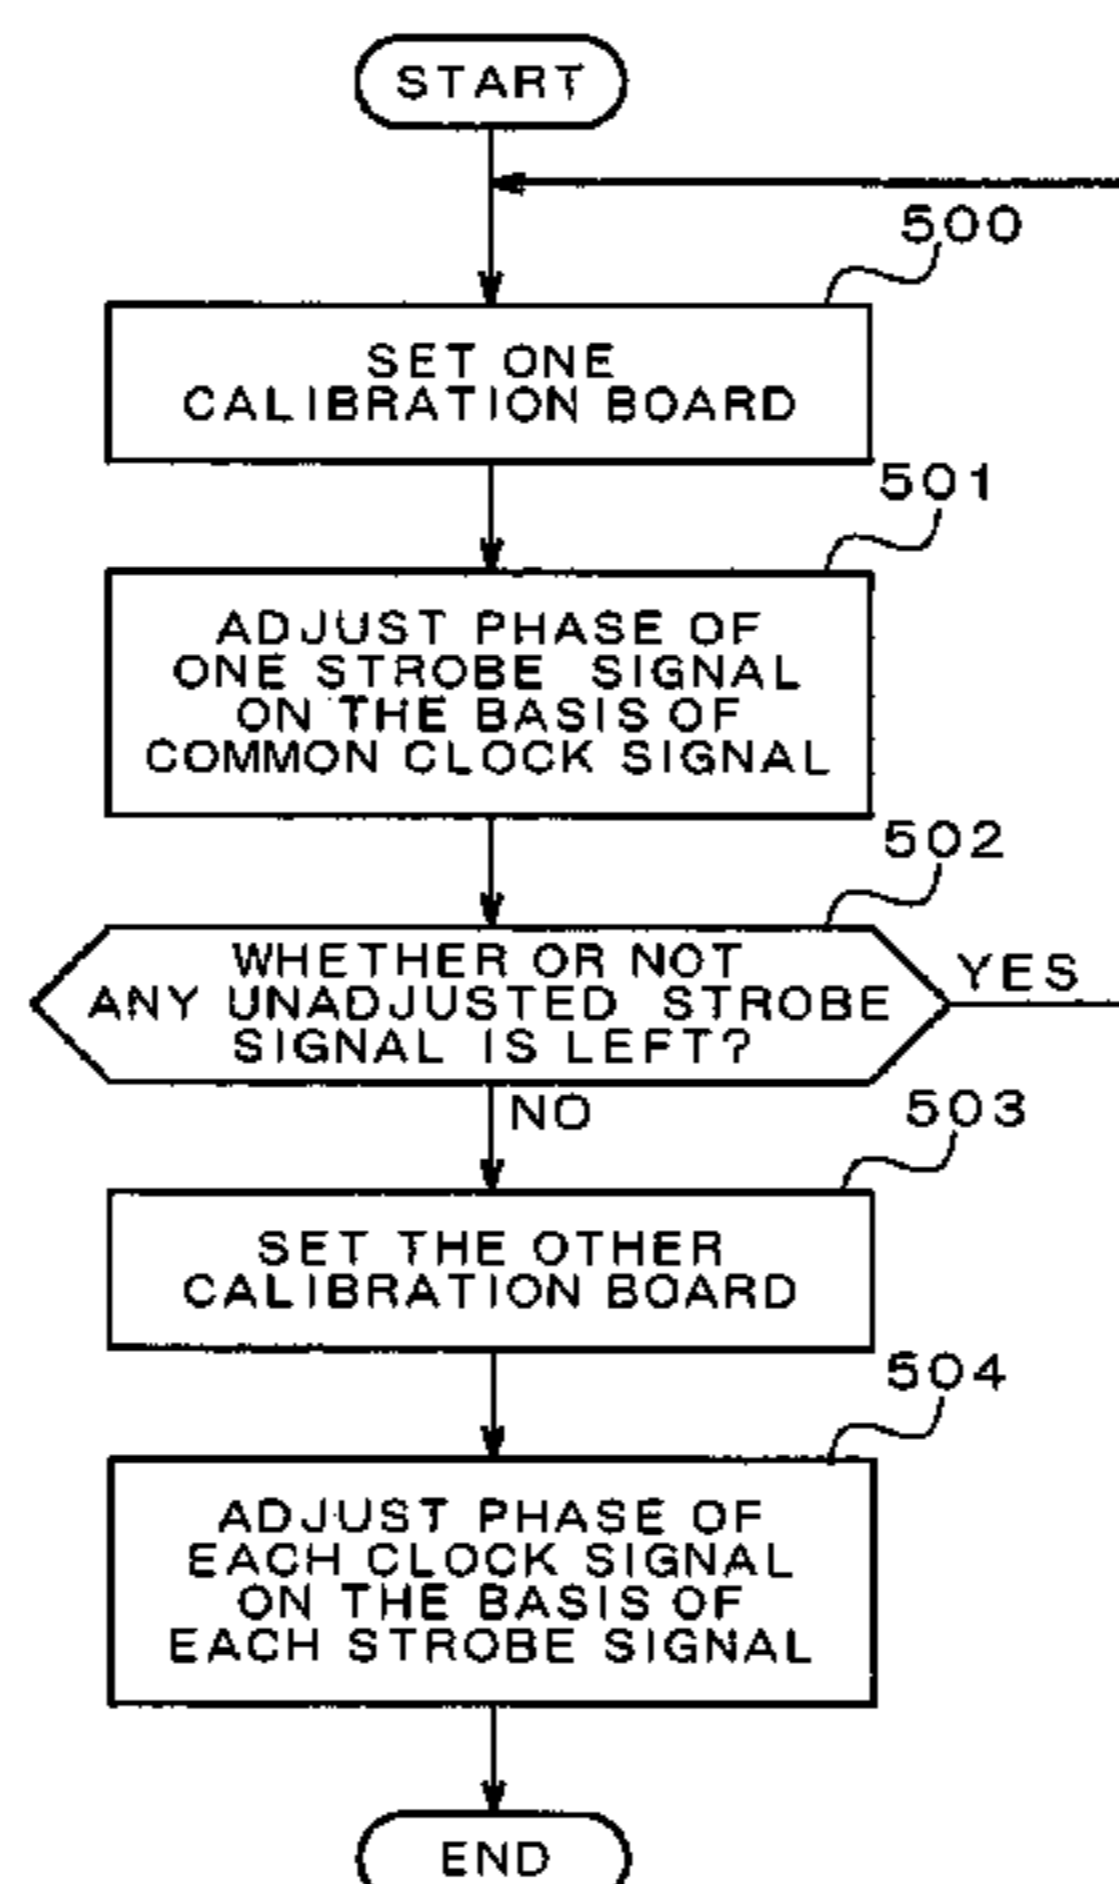 START
500
SET ONE
CALIBRATION BOARD
501
ADJUST PHASE OF
ONE STROBE SIGNAL
ON THE BASIS OF
COMMON CLOCK SIGNAL
502
WHETHER OR NOT
ANY UNADJUSTED STROBE
SIGNAL IS LEFT?
YES
NO
503
SET THE OTHER
CALIBRATION BOARD
504
ADJUST PHASE OF
EACH CLOCK SIGNAL
ON THE BASIS OF
EACH STROBE SIGNAL
END